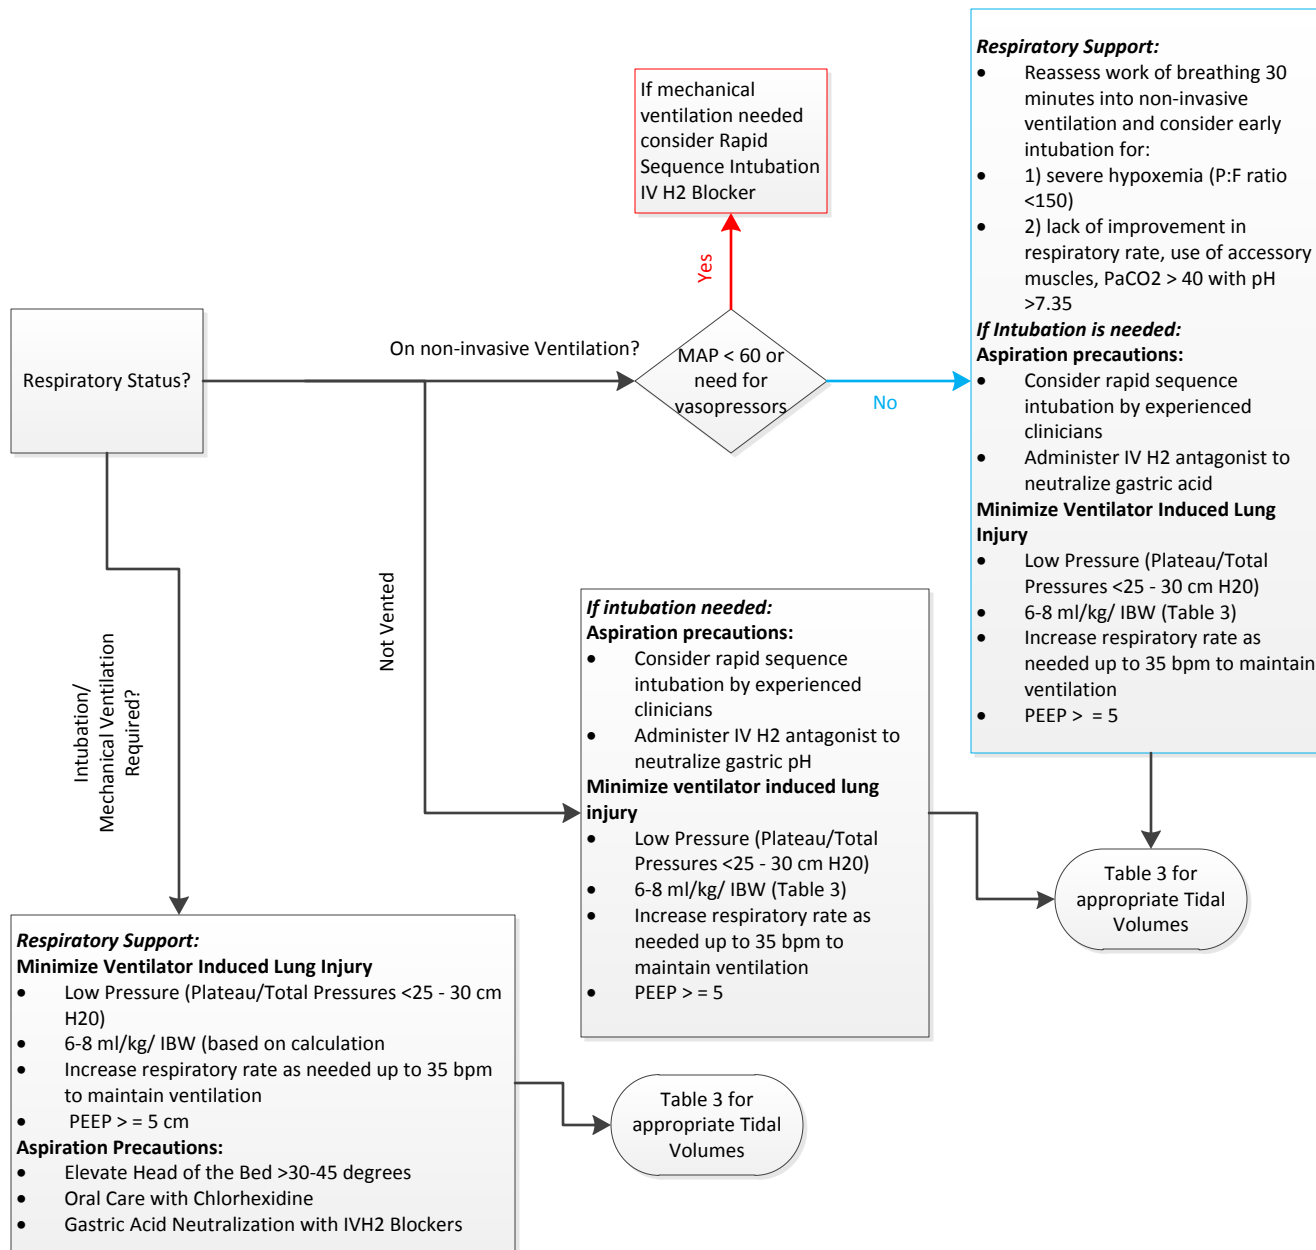 Respiratory Status?
On non-invasive Ventilation?
MAP < 60 or
need for
vasopressors
Yes
If mechanical
ventilation needed
consider Rapid
Sequence Intubation
IV H2 Blocker
No
Respiratory Support:
• Reassess work of breathing 30
minutes into non-invasive
ventilation and consider early
intubation for:
• 1) severe hypoxemia (P:F ratio
<150)
• 2) lack of improvement in
respiratory rate, use of accessory
muscles, PaCO2 > 40 with pH
>7.35
If Intubation is needed:
Aspiration precautions:
• Consider rapid sequence
intubation by experienced
clinicians
• Administer IV H2 antagonist to
neutralize gastric acid
Minimize Ventilator Induced Lung
Injury
• Low Pressure (Plateau/Total
Pressures <25 - 30 cm H20)
• 6-8 ml/kg/ IBW (Table 3)
• Increase respiratory rate as
needed up to 35 bpm to maintain
ventilation
• PEEP > = 5
Table 3 for
appropriate Tidal
Volumes
Not Vented
If intubation needed:
Aspiration precautions:
• Consider rapid sequence
intubation by experienced
clinicians
• Administer IV H2 antagonist to
neutralize gastric pH
Minimize ventilator induced lung
injury
• Low Pressure (Plateau/Total
Pressures <25 - 30 cm H20)
• 6-8 ml/kg/ IBW (Table 3)
• Increase respiratory rate as
needed up to 35 bpm to
maintain ventilation
• PEEP > = 5
Intubation/
Mechanical Ventilation
Required?
Respiratory Support:
Minimize Ventilator Induced Lung Injury
• Low Pressure (Plateau/Total Pressures <25 - 30 cm
H20)
• 6-8 ml/kg/ IBW (based on calculation
• Increase respiratory rate as needed up to 35 bpm
to maintain ventilation
• PEEP > = 5 cm
Aspiration Precautions:
• Elevate Head of the Bed >30-45 degrees
• Oral Care with Chlorhexidine
• Gastric Acid Neutralization with IVH2 Blockers
Table 3 for
appropriate Tidal
Volumes